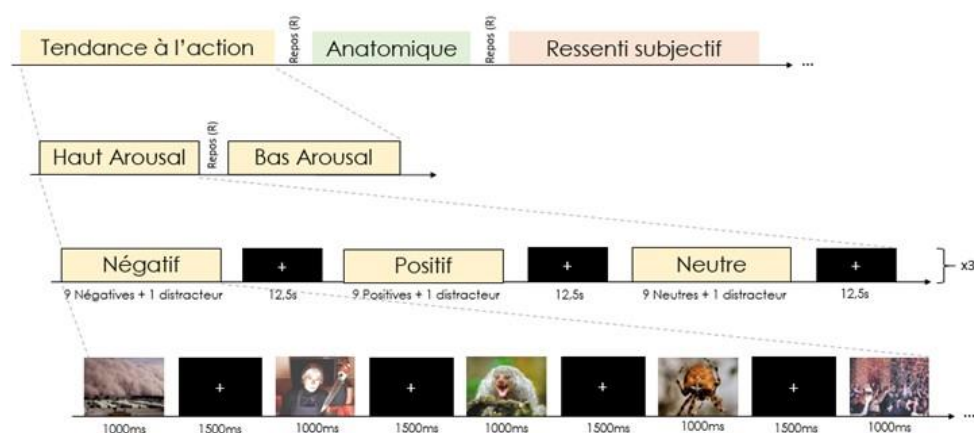 Tendance à l'action
Repos (R)
Anatomique
Repos (R)
Ressenti subjectif
...
Haut Arousal
Repos (R)
Bas Arousal
Négatif
+
Positif
+
Neutre
+
x3
9 Négatives + 1 distracteur
12,5s
9 Positives + 1 distracteur
12,5s
9 Neutres + 1 distracteur
12,5s
+
+
+
+
...
1000ms
1500ms
1000ms
1500ms
1000ms
1500ms
1000ms
1500ms
1000ms